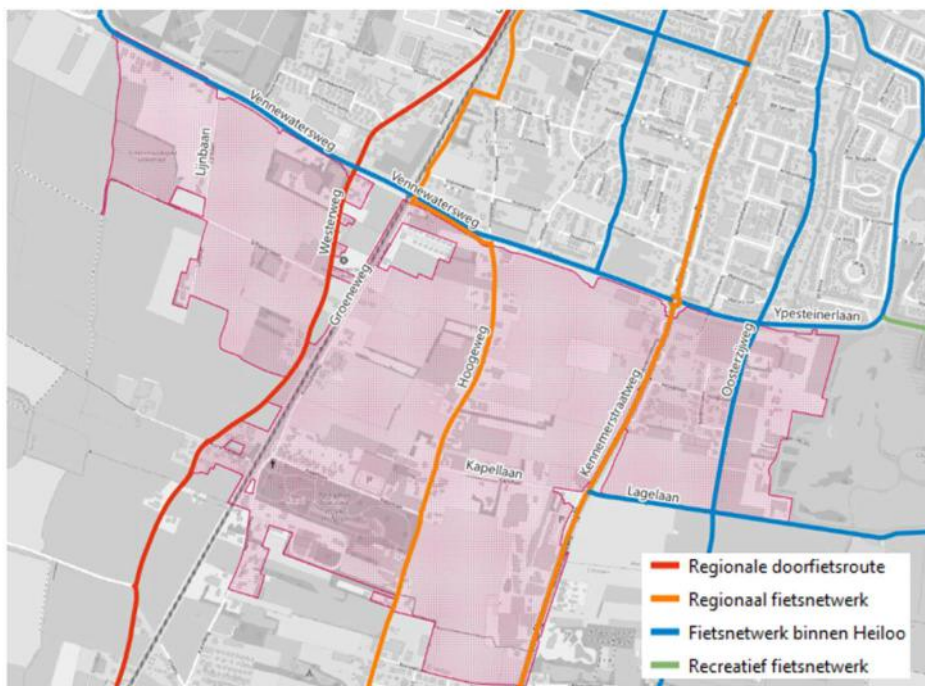 Vennewatersweg
Lijnbaan
Westerweg
Vennewatersweg
Groeneweg
Hoogeweg
Ypesteinerlaan
Oosterzijweg
Kennemerstraatweg
Kapellaan
Lagelaan
Regionale doorfietsroute
Regionaal fietsnetwerk
Fietsnetwerk binnen Heiloo
Recreatief fietsnetwerk